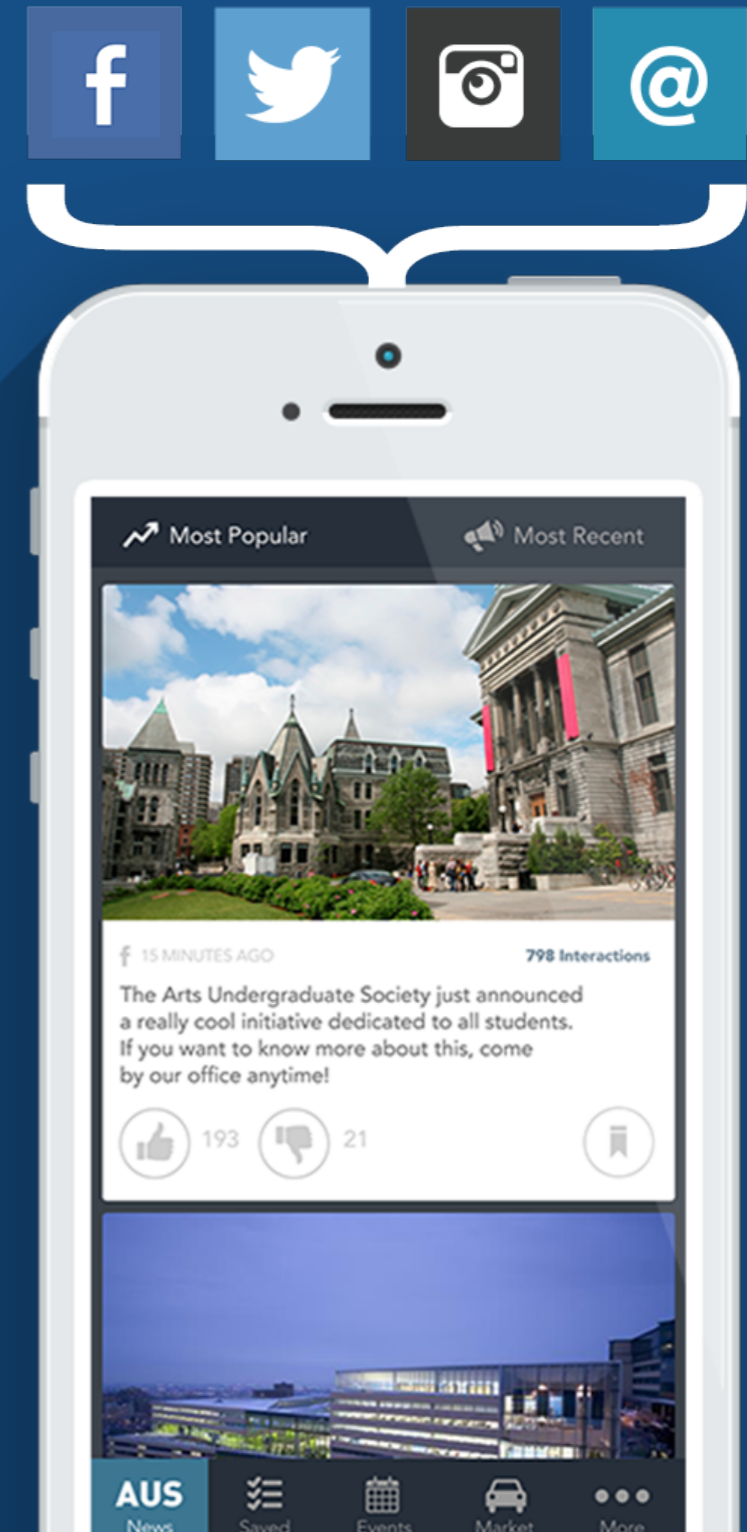 f
@
Most Popular
Most Recent
f 15 MINUTES AGO
798 Interactions
The Arts Undergraduate Society just announced
a really cool initiative dedicated to all students.
If you want to know more about this, come
by our office anytime!
193
21
AUS
News
Saved
Events
Market
More